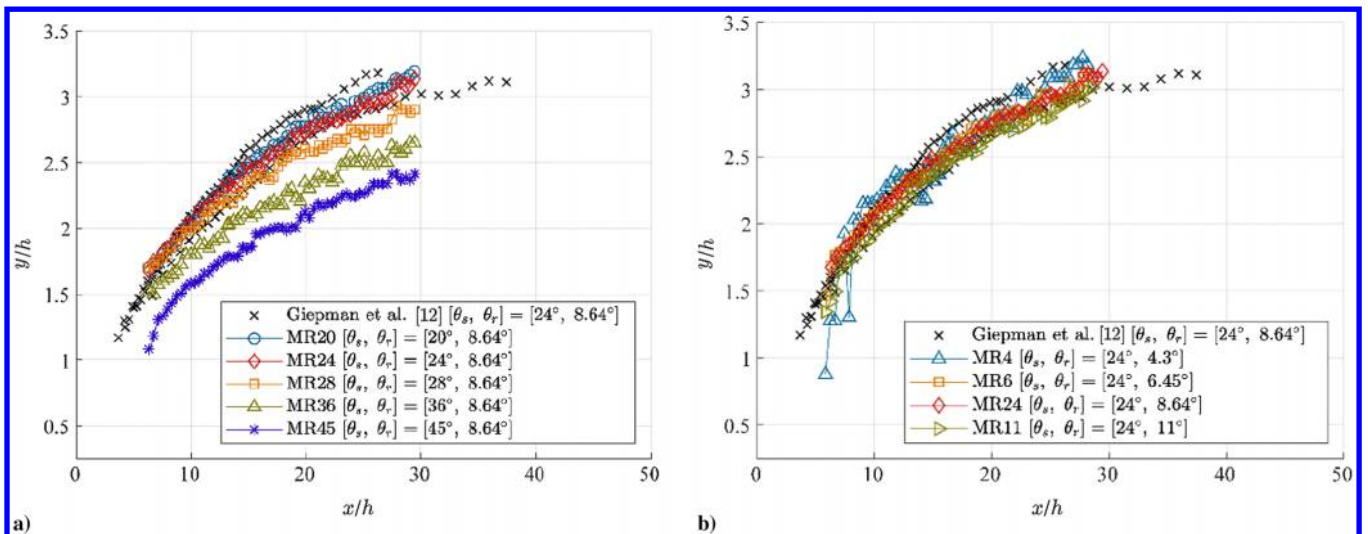 3.5
3
2.5
2
1.5
1
0.5
y/h
0 10 20 30 40 50
x/h
Giepman et al. [12] [θs, θr] = [24°, 8.64°]
MR20 [θs, θr] = [20°, 8.64°]
MR24 [θs, θr] = [24°, 8.64°]
MR28 [θs, θr] = [28°, 8.64°]
MR36 [θs, θr] = [36°, 8.64°]
MR45 [θs, θr] = [45°, 8.64°]
a)
3.5
3
2.5
2
1.5
1
0.5
y/h
0 10 20 30 40 50
x/h
Giepman et al. [12] [θs, θr] = [24°, 8.64°]
MR4 [θs, θr] = [24°, 4.3°]
MR6 [θs, θr] = [24°, 6.45°]
MR24 [θs, θr] = [24°, 8.64°]
MR11 [θs, θr] = [24°, 11°]
b)